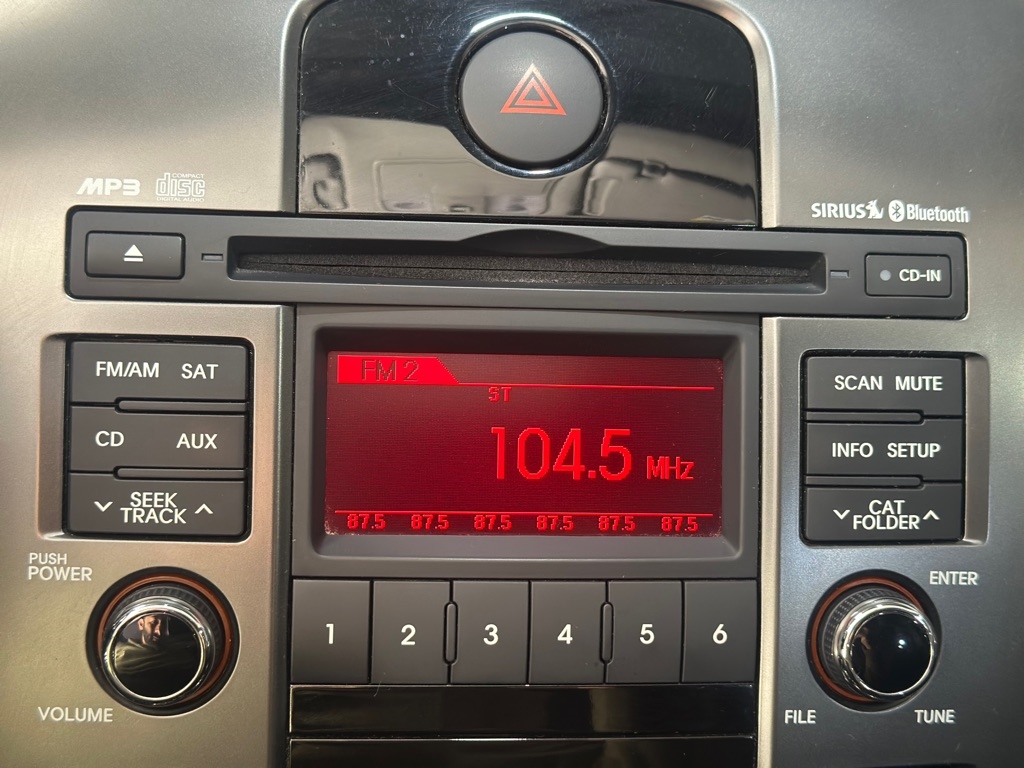 MP3 COMPACT disc DIGITAL AUDIO
SIRIUS Bluetooth
CD-IN
FM/AM SAT
CD AUX
SEEK
TRACK
PUSH
POWER
VOLUME
FM 2
ST
104.5 MHz
87.5 87.5 87.5 87.5 87.5 87.5
1 2 3 4 5 6
SCAN MUTE
INFO SETUP
CAT
FOLDER
ENTER
FILE TUNE